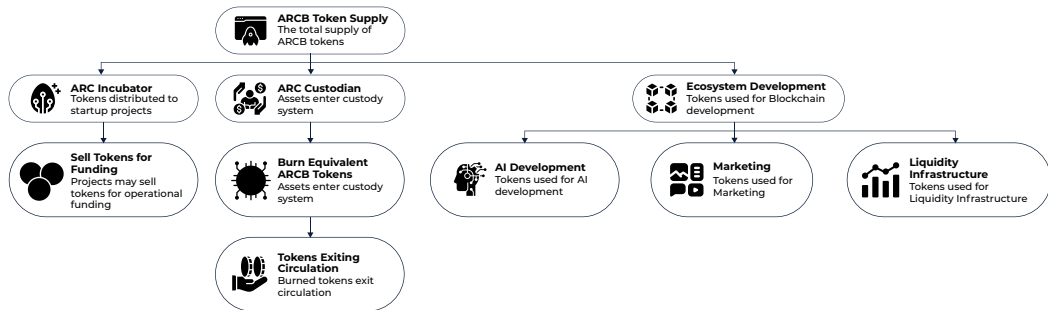 ARCB Token Supply
The total supply of
ARCB tokens
ARC Incubator
Tokens distributed to
startup projects
ARC Custodian
Assets enter custody
system
Ecosystem Development
Tokens used for Blockchain
development
Sell Tokens for
Funding
Projects may sell
tokens for operational
funding
Burn Equivalent
ARCB Tokens
Assets enter custody
system
AI Development
Tokens used for AI
development
Marketing
Tokens used for
Marketing
Liquidity
Infrastructure
Tokens used for
Liquidity Infrastructure
Tokens Exiting
Circulation
Burned tokens exit
circulation